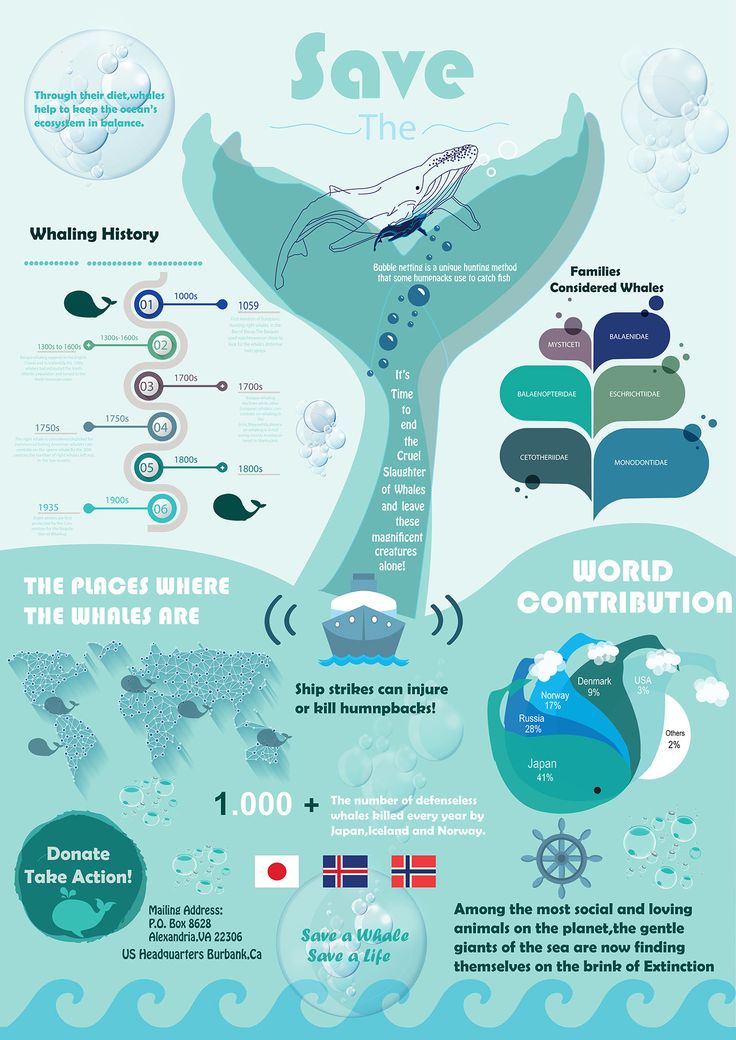 Save
The
Through their diet,whales
help to keep the ocean's
ecosystem in balance.
Whaling History
01
1000s
1059
1300s to 1600s
1300s-1600s
02
03
1700s
1700s
1750s
1750s
04
05
1800s
1800s
1935
1900s
06
Bubble netting is a unique hunting method
that some humpnacks use to catch fish
It's
Time
to
end
the
Cruel
Slaughter
of Whales
and leave
these
magnificent
creatures
alone!
Families
Considered Whales
MYSTICETI
BALAENIDAE
BALAENOPTERIDAE
ESCHRICHTIIDAE
CETOTHERIIDAE
MONODONTIDAE
THE PLACES WHERE
THE WHALES ARE
Ship strikes can injure
or kill humnpbacks!
WORLD
CONTRIBUTION
Japan
41%
Russia
28%
Norway
17%
Denmark
9%
USA
3%
Others
2%
1.000 +
The number of defenseless
whales killed every year by
Japan,Iceland and Norway.
Donate
Take Action!
Mailing Address:
P.O. Box 8628
Alexandria,VA 22306
US Headquarters Burbank,Ca
Save a Whale
Save a Life
Among the most social and loving
animals on the planet,the gentle
giants of the sea are now finding
themselves on the brink of Extinction